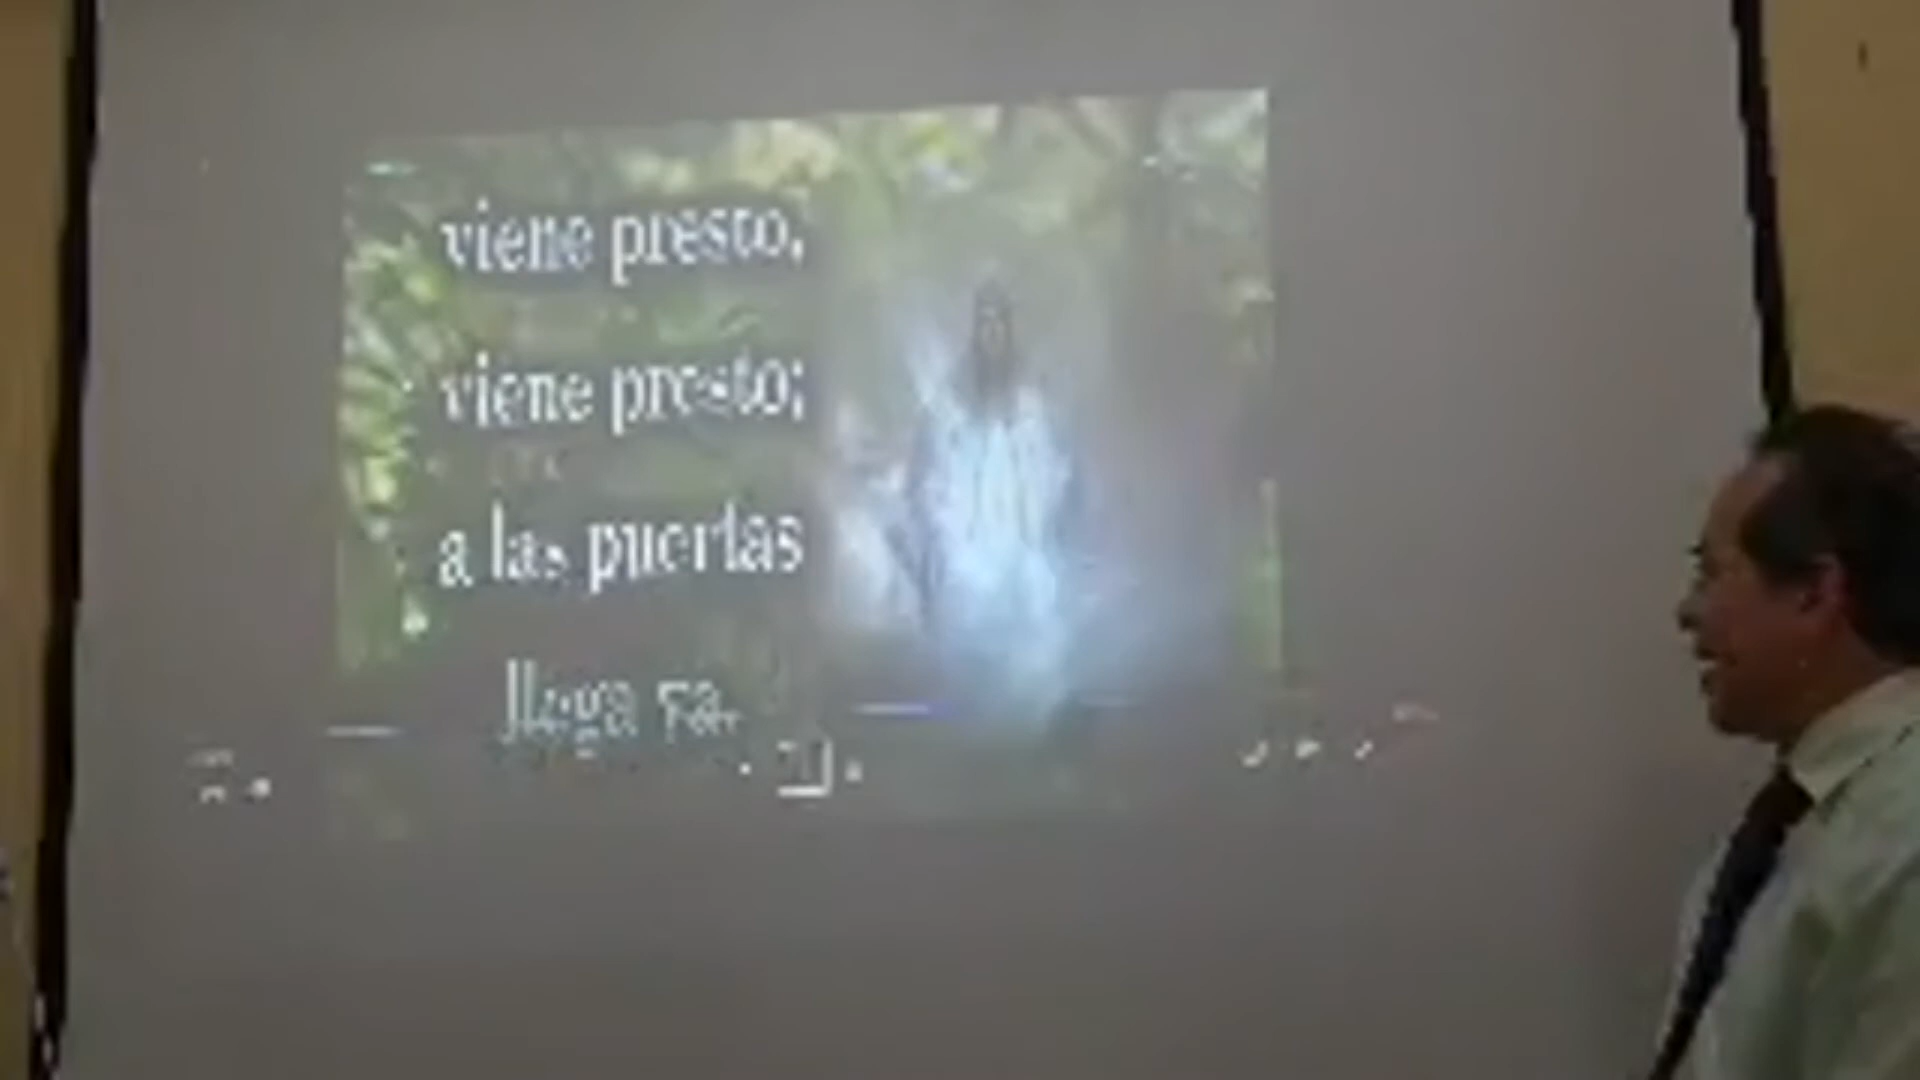 viene presto,
viene presto;
a las puertas
llega ya.